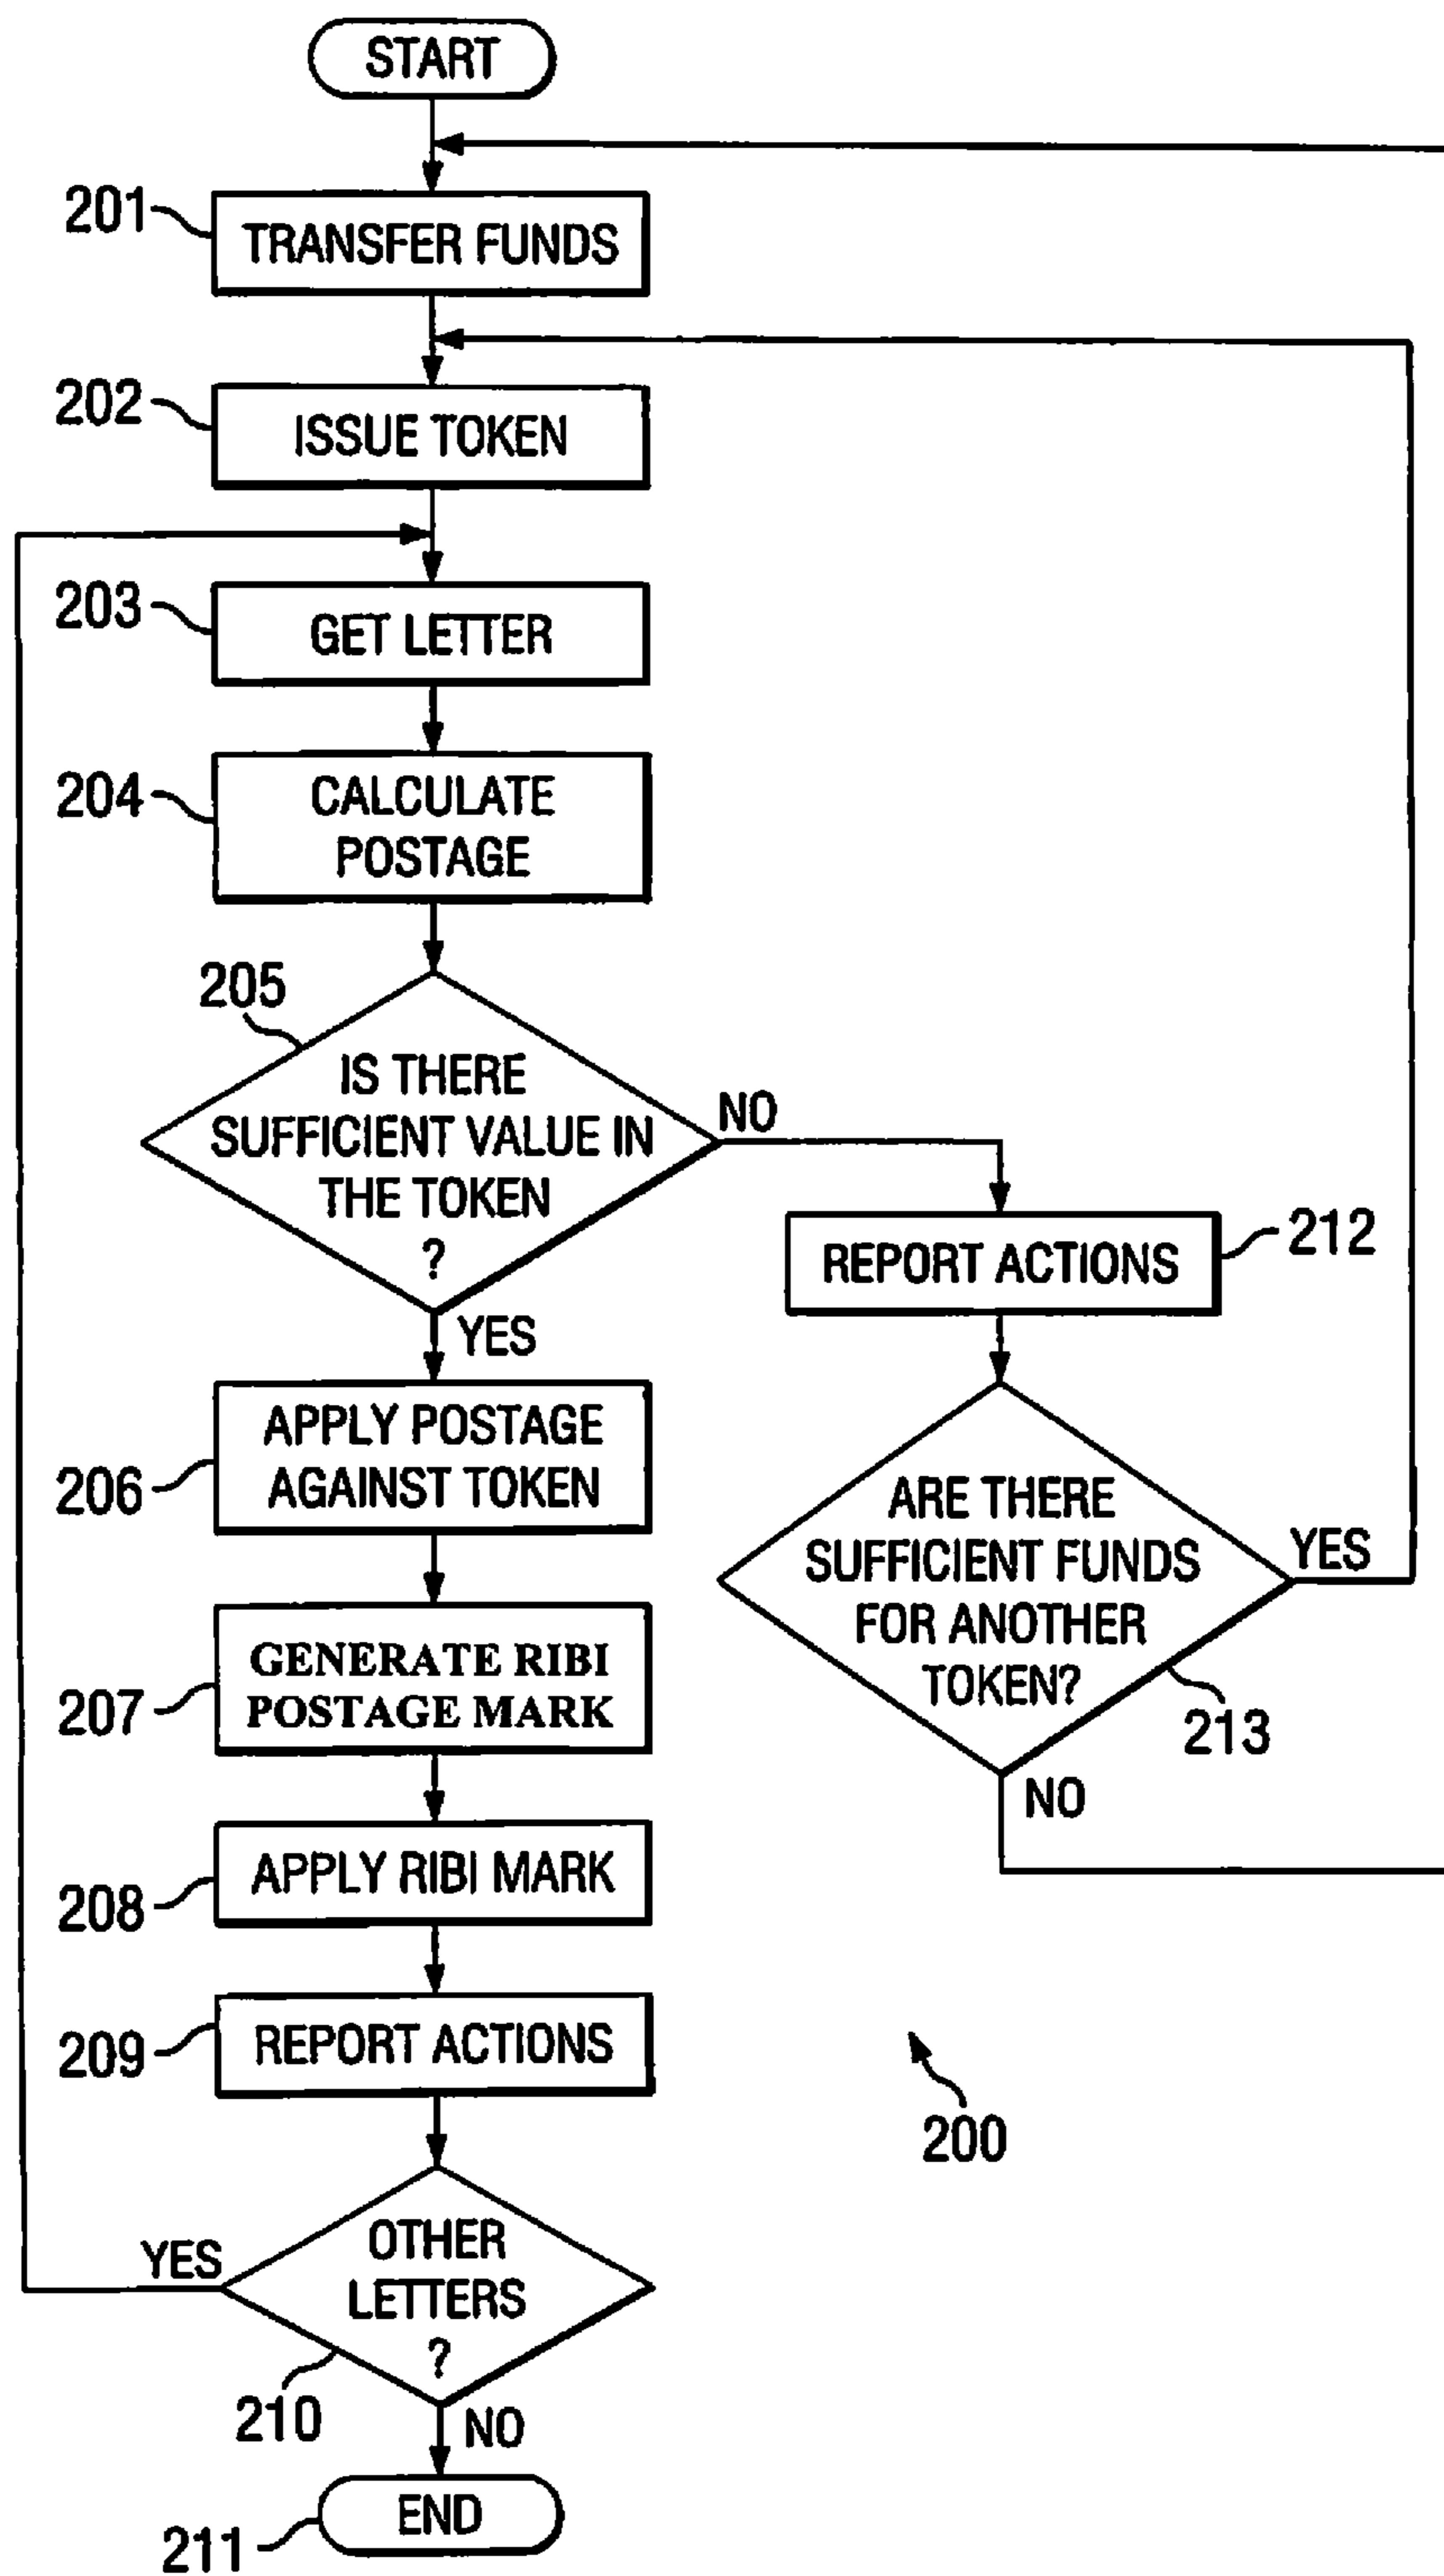 START
201
TRANSFER FUNDS
202
ISSUE TOKEN
203
GET LETTER
204
CALCULATE
POSTAGE
205
IS THERE
SUFFICIENT VALUE IN
THE TOKEN
?
NO
YES
212
REPORT ACTIONS
206
APPLY POSTAGE
AGAINST TOKEN
ARE THERE
SUFFICIENT FUNDS
FOR ANOTHER
TOKEN?
YES
213
NO
207
GENERATE RIBI
POSTAGE MARK
208
APPLY RIBI MARK
209
REPORT ACTIONS
200
210
OTHER
LETTERS
?
YES
NO
211
END